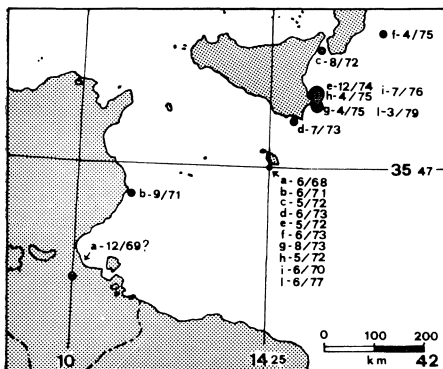 f-4/75
c-8/72
e-12/74 i-7/76
h-4/75
g-4/75 l-3/79
d-7/73
35 47
a-6/68
b-6/71
c-5/72
d-6/73
e-5/72
f-6/73
g-8/73
h-5/72
i-6/70
l-6/77
b-9/71
a-12/69?
0 100 200
km
10
14 25
42